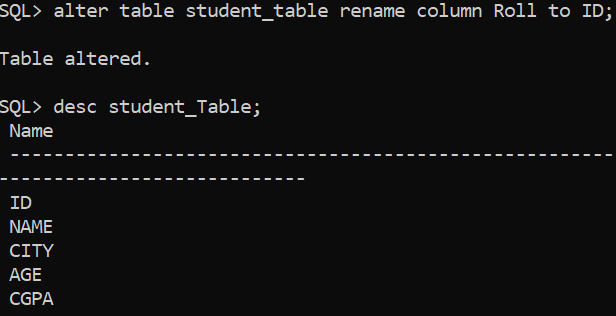 SQL> alter table student_table rename column Roll to ID;
Table altered.
SQL> desc student_Table;
Name
-------------------------------------------------------
----------------------------
ID
NAME
CITY
AGE
CGPA